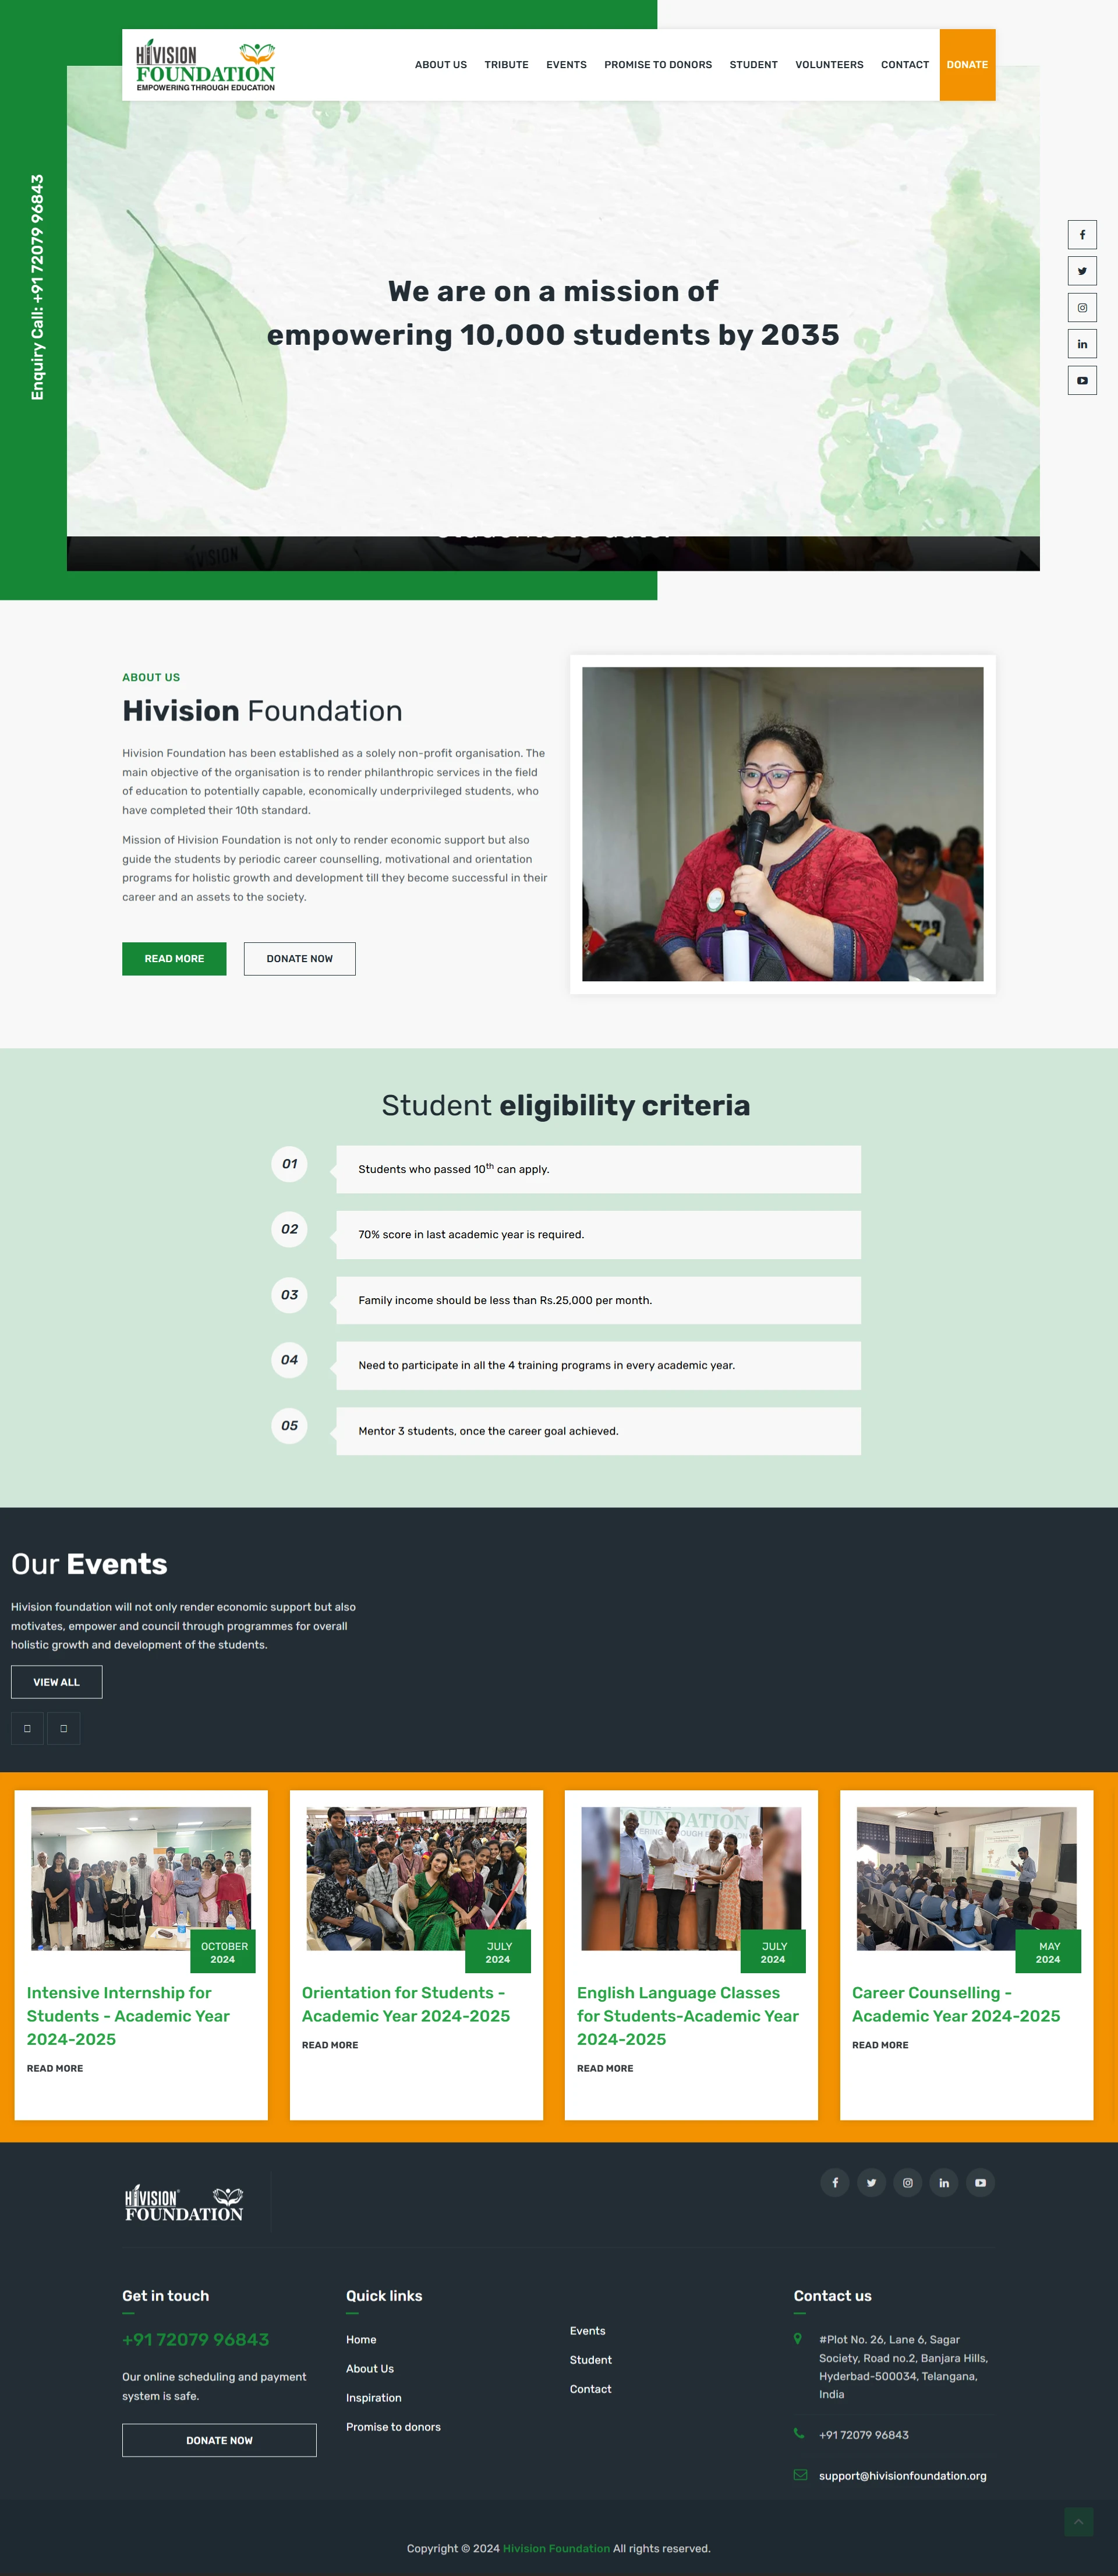 HIVISION
FOUNDATION
EMPOWERING THROUGH EDUCATION
ABOUT US
TRIBUTE
EVENTS
PROMISE TO DONORS
STUDENT
VOLUNTEERS
CONTACT
DONATE
Enquiry Call: +91 72079 96843
We are on a mission of
empowering 10,000 students by 2035
ABOUT US
Hivision Foundation
Hivision Foundation has been established as a solely non-profit organisation. The
main objective of the organisation is to render philanthropic services in the field
of education to potentially capable, economically underprivileged students, who
have completed their 10th standard.
Mission of Hivision Foundation is not only to render economic support but also
guide the students by periodic career counselling, motivational and orientation
programs for holistic growth and development till they become successful in their
career and an assets to the society.
READ MORE
DONATE NOW
Student eligibility criteria
01
Students who passed 10th can apply.
02
70% score in last academic year is required.
03
Family income should be less than Rs.25,000 per month.
04
Need to participate in all the 4 training programs in every academic year.
05
Mentor 3 students, once the career goal achieved.
Our Events
Hivision foundation will not only render economic support but also
motivates, empower and council through programmes for overall
holistic growth and development of the students.
VIEW ALL
OCTOBER
2024
Intensive Internship for
Students - Academic Year
2024-2025
READ MORE
JULY
2024
Orientation for Students -
Academic Year 2024-2025
READ MORE
JULY
2024
English Language Classes
for Students-Academic Year
2024-2025
READ MORE
MAY
2024
Career Counselling -
Academic Year 2024-2025
READ MORE
HIVISION
FOUNDATION
Get in touch
+91 72079 96843
Our online scheduling and payment
system is safe.
DONATE NOW
Quick links
Home
About Us
Inspiration
Promise to donors
Events
Student
Contact
Contact us
#Plot No. 26, Lane 6, Sagar
Society, Road no.2, Banjara Hills,
Hyderbad-500034, Telangana,
India
+91 72079 96843
support@hivisionfoundation.org
Copyright © 2024 Hivision Foundation All rights reserved.